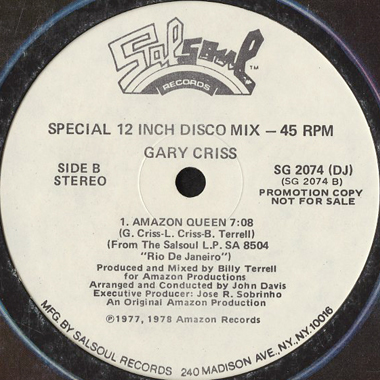 Salsoul
TM
RECORDS
SPECIAL 12 INCH DISCO MIX – 45 RPM
GARY CRISS
SIDE B
STEREO
SG 2074 (DJ)
(SG 2074 B)
PROMOTION COPY
NOT FOR SALE
1. AMAZON QUEEN 7:08
(G. Criss-L. Criss-B. Terrell)
(From The Salsoul L.P. SA 8504
"Rio De Janeiro")
Produced and Mixed by Billy Terrell
for Amazon Productions
Arranged and Conducted by John Davis
Executive Producer: Jose R. Sobrinho
An Original Amazon Production
℗1977, 1978 Amazon Records
MFG. BY SALSOUL RECORDS 240 MADISON AVE., NY., NY. 10016